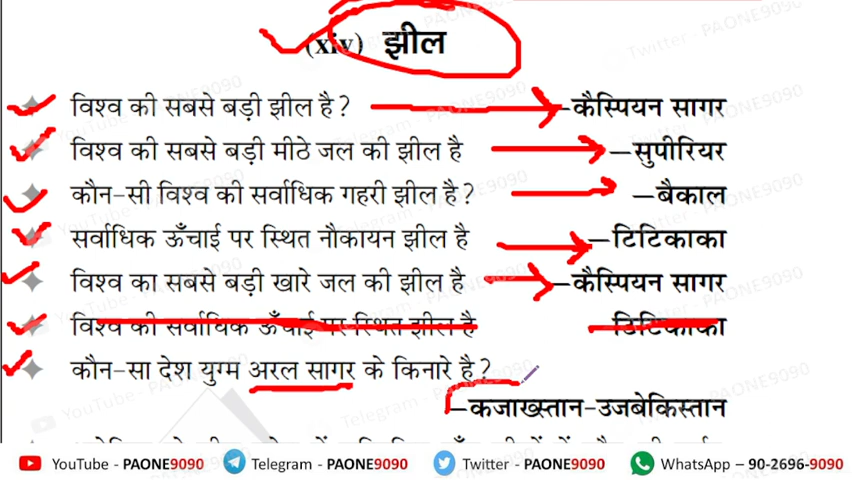 (xiv) झील
विश्व की सबसे बड़ी झील है? –कैस्पियन सागर
विश्व की सबसे बड़ी मीठे जल की झील है –सुपीरियर
कौन-सी विश्व की सर्वाधिक गहरी झील है? –बैकाल
सर्वाधिक ऊँचाई पर स्थित नौकायन झील है –टिटिकाका
विश्व का सबसे बड़ी खारे जल की झील है –कैस्पियन सागर
विश्व की सर्वाधिक ऊँचाई पर स्थित झील है –टिटिकाका
कौन-सा देश युग्म अरल सागर के किनारे है?
–कजाख्स्तान-उजबेकिस्तान
YouTube - PAONE9090 Telegram - PAONE9090 Twitter - PAONE9090 WhatsApp – 90-2696-9090